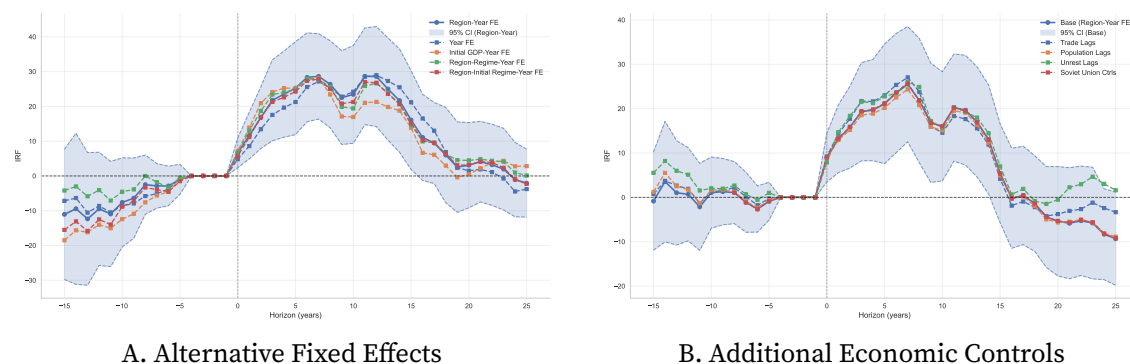 Region-Year FE
95% CI (Region-Year)
Year FE
Initial GDP-Year FE
Region-Regime-Year FE
Region-Initial Regime-Year FE
40
30
20
10
0
−10
−20
−30
IRF
−15
−10
−5
0
5
10
15
20
25
Horizon (years)
A. Alternative Fixed Effects
Base (Region-Year FE
95% CI (Base)
Trade Lags
Population Lags
Unrest Lags
Soviet Union Ctrls
40
30
20
10
0
−10
−20
IRF
−15
−10
−5
0
5
10
15
20
25
Horizon (years)
B. Additional Economic Controls